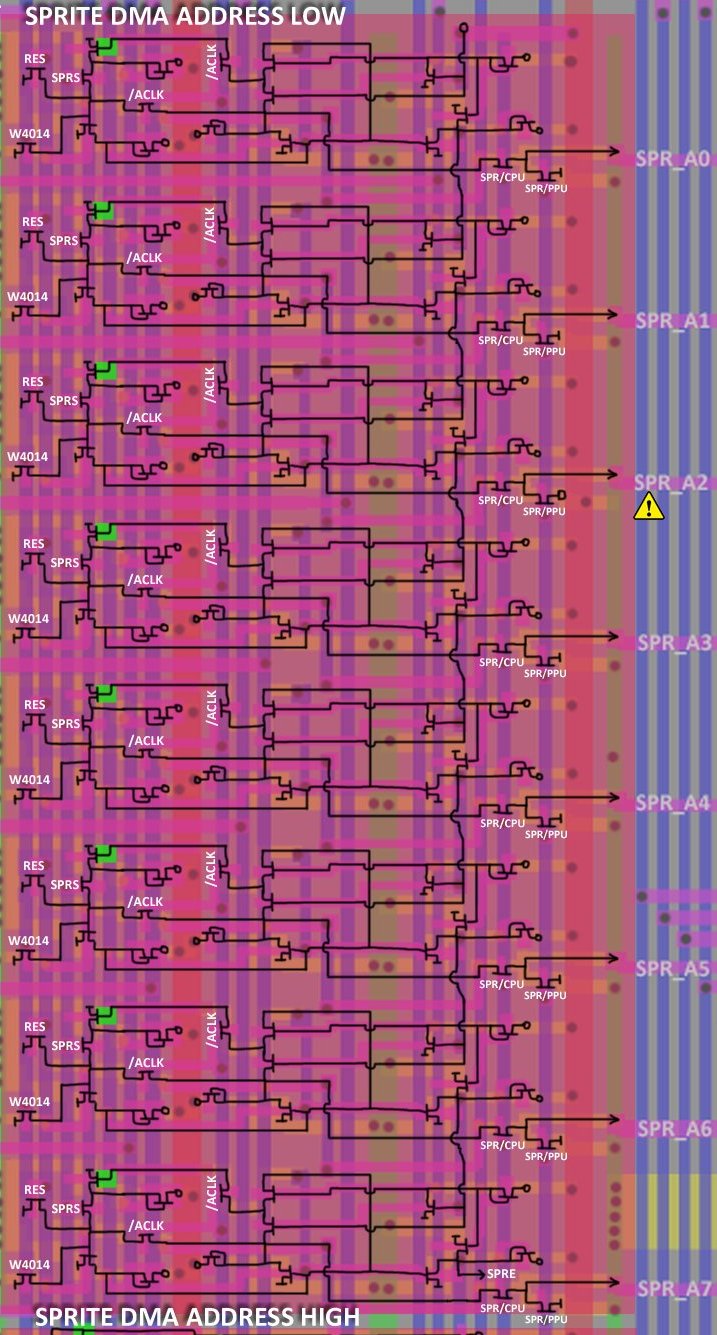 SPRITE DMA ADDRESS LOW
RES
SPRS
/ACLK
/ACLK
W4014
SPR/CPU
SPR/PPU
SPR_A0
RES
SPRS
/ACLK
/ACLK
W4014
SPR/CPU
SPR/PPU
SPR_A1
RES
SPRS
/ACLK
/ACLK
W4014
SPR/CPU
SPR/PPU
SPR_A2
!
RES
SPRS
/ACLK
/ACLK
W4014
SPR/CPU
SPR/PPU
SPR_A3
RES
SPRS
/ACLK
/ACLK
W4014
SPR/CPU
SPR/PPU
SPR_A4
RES
SPRS
/ACLK
/ACLK
W4014
SPR/CPU
SPR/PPU
SPR_A5
RES
SPRS
/ACLK
/ACLK
W4014
SPR/CPU
SPR/PPU
SPR_A6
RES
SPRS
/ACLK
/ACLK
W4014
SPRE
SPR/CPU
SPR/PPU
SPR_A7
SPRITE DMA ADDRESS HIGH